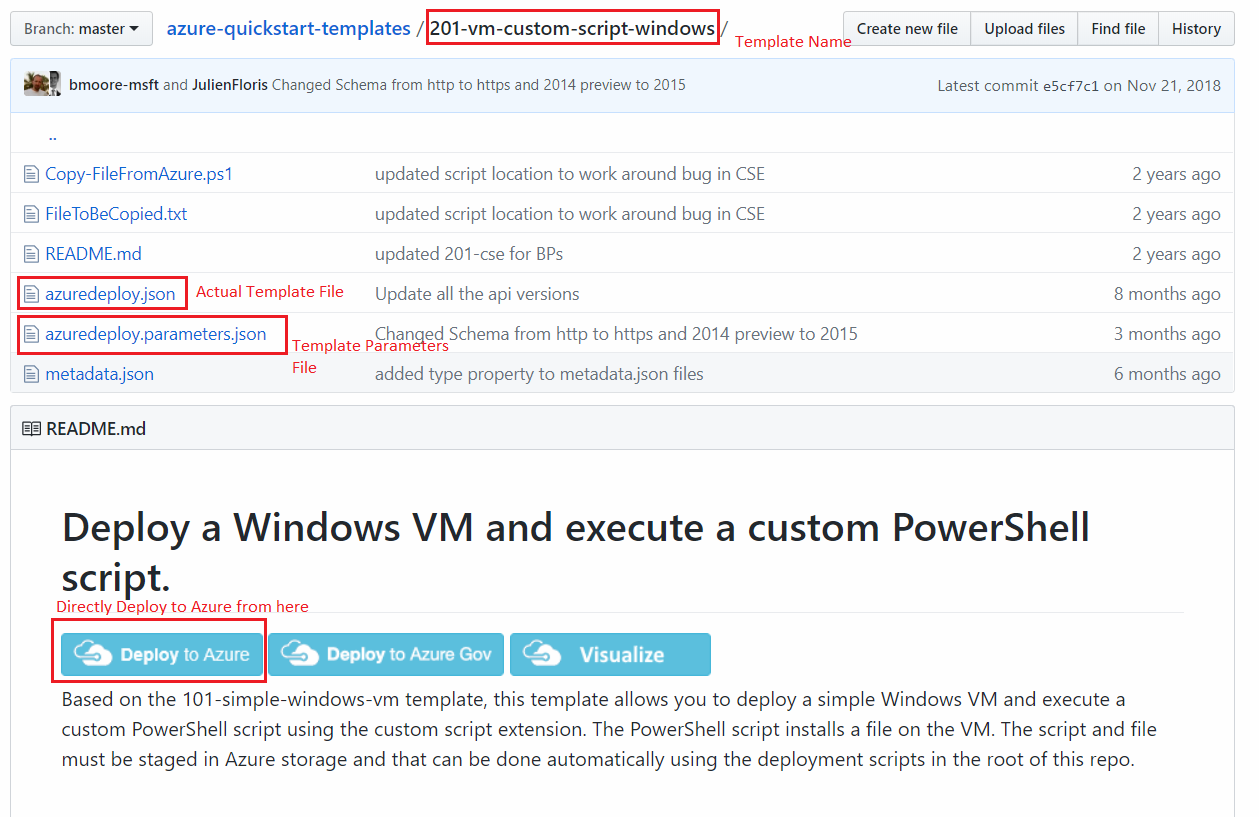 Branch: master
azure-quickstart-templates / 201-vm-custom-script-windows /
Template Name
Create new file
Upload files
Find file
History
bmoore-msft and JulienFloris Changed Schema from http to https and 2014 preview to 2015
Latest commit e5cf7c1 on Nov 21, 2018
..
Copy-FileFromAzure.ps1 updated script location to work around bug in CSE 2 years ago
FileToBeCopied.txt updated script location to work around bug in CSE 2 years ago
README.md updated 201-cse for BPs 2 years ago
azuredeploy.json Actual Template File Update all the api versions 8 months ago
azuredeploy.parameters.json Changed Schema from http to https and 2014 preview to 2015 3 months ago
Template Parameters
File
metadata.json added type property to metadata.json files 6 months ago
README.md
Deploy a Windows VM and execute a custom PowerShell
script.
Directly Deploy to Azure from here
Deploy to Azure
Deploy to Azure Gov
Visualize
Based on the 101-simple-windows-vm template, this template allows you to deploy a simple Windows VM and execute a
custom PowerShell script using the custom script extension. The PowerShell script installs a file on the VM. The script and file
must be staged in Azure storage and that can be done automatically using the deployment scripts in the root of this repo.